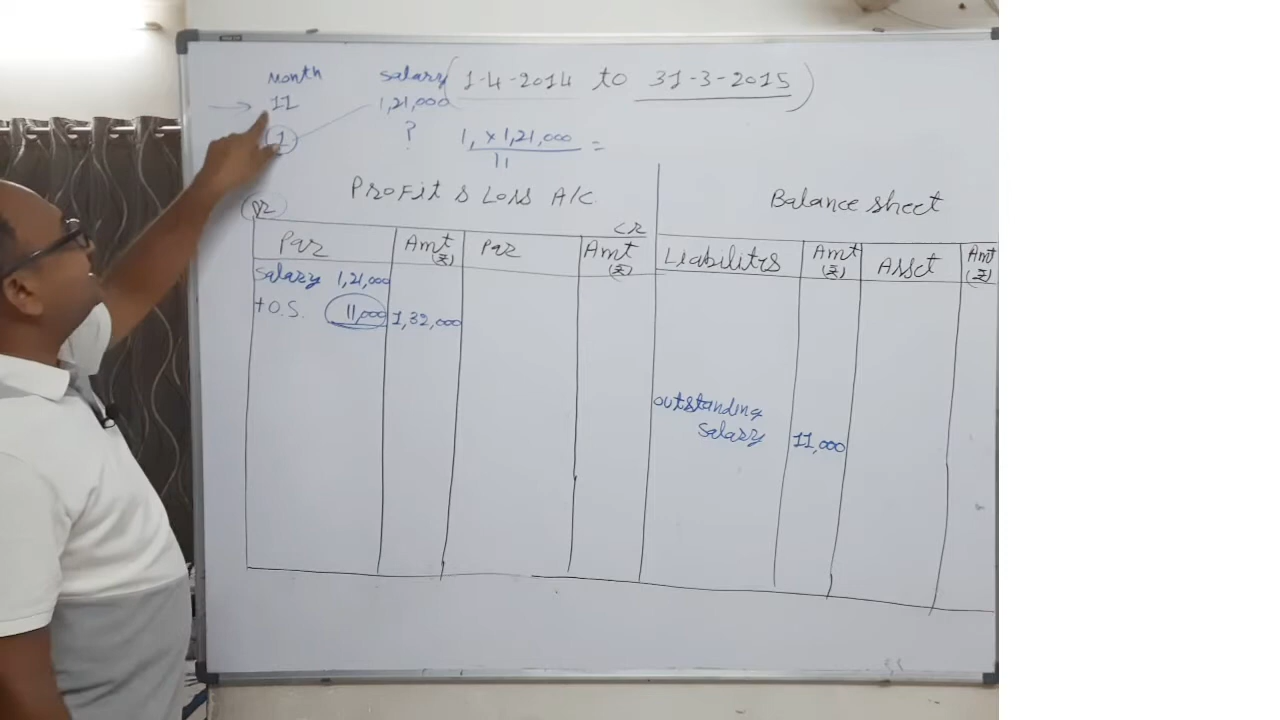 Month salary (1-4-2014 to 31-3-2015)
→ 11 1,21,000
1 ? 1 × 1,21,000 / 11 =
Profit & Loss A/C
Balance sheet
Dr
Cr
Par Amt (₹) Par Amt (₹) Liabilities Amt (₹) Asset Amt (₹)
Salary 1,21,000
+O.S. 11,000 1,32,000
outstanding
salary 11,000